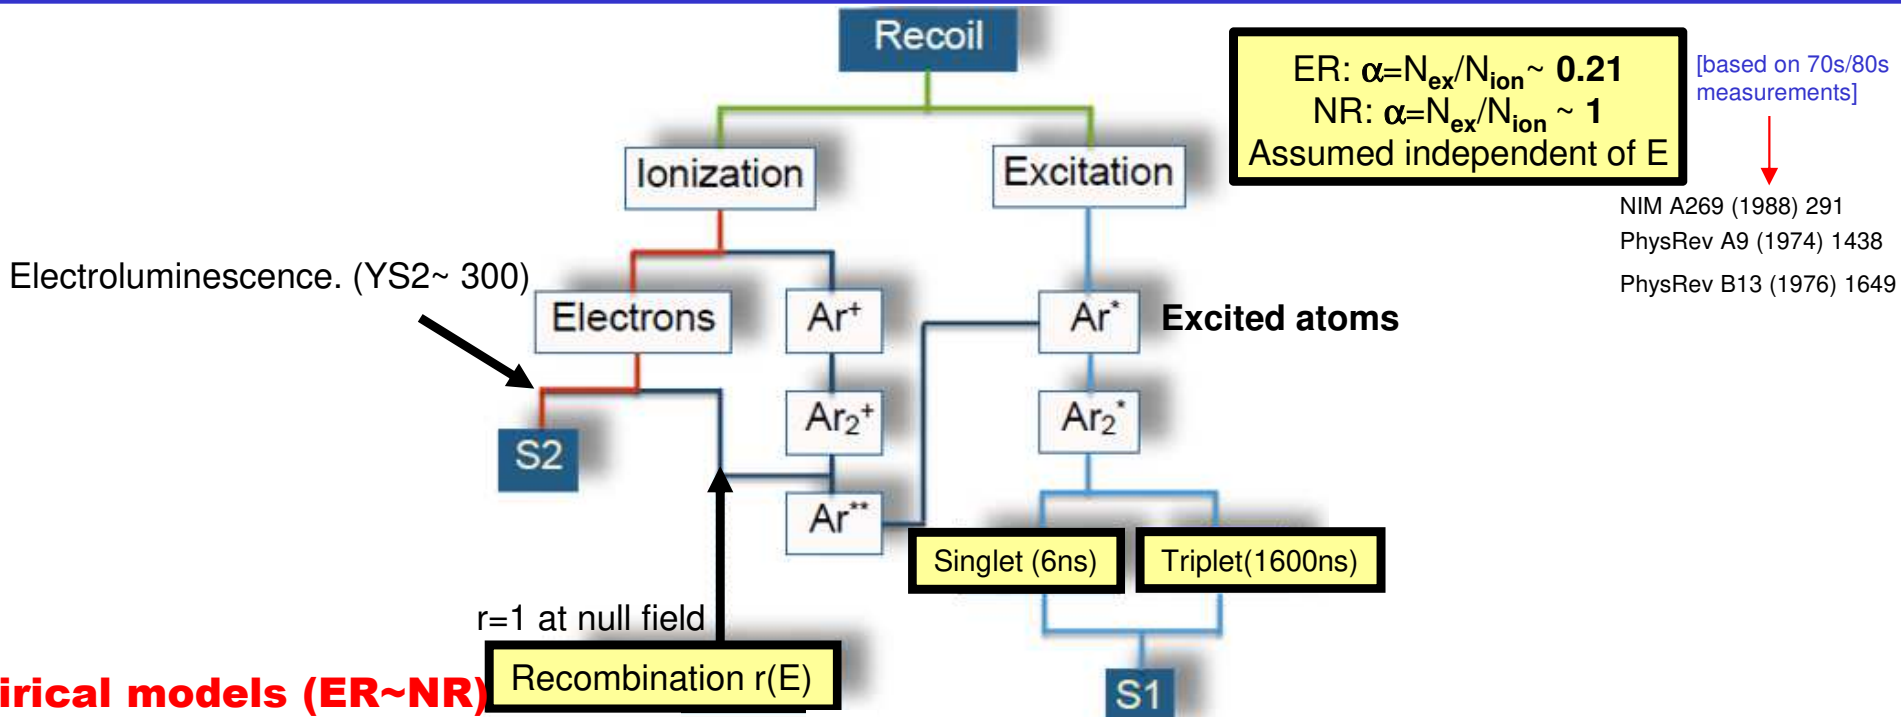 Recoil
ER: α=Nex/Nion~ 0.21
NR: α=Nex/Nion ~ 1
Assumed independent of E
[based on 70s/80s
measurements]
Ionization
Excitation
NIM A269 (1988) 291
PhysRev A9 (1974) 1438
PhysRev B13 (1976) 1649
Electroluminescence. (YS2~ 300)
Electrons
Ar+
Ar*
Excited atoms
Ar2+
Ar2*
S2
Ar**
Singlet (6ns)
Triplet(1600ns)
r=1 at null field
Recombination r(E)
irical models (ER~NR)
S1